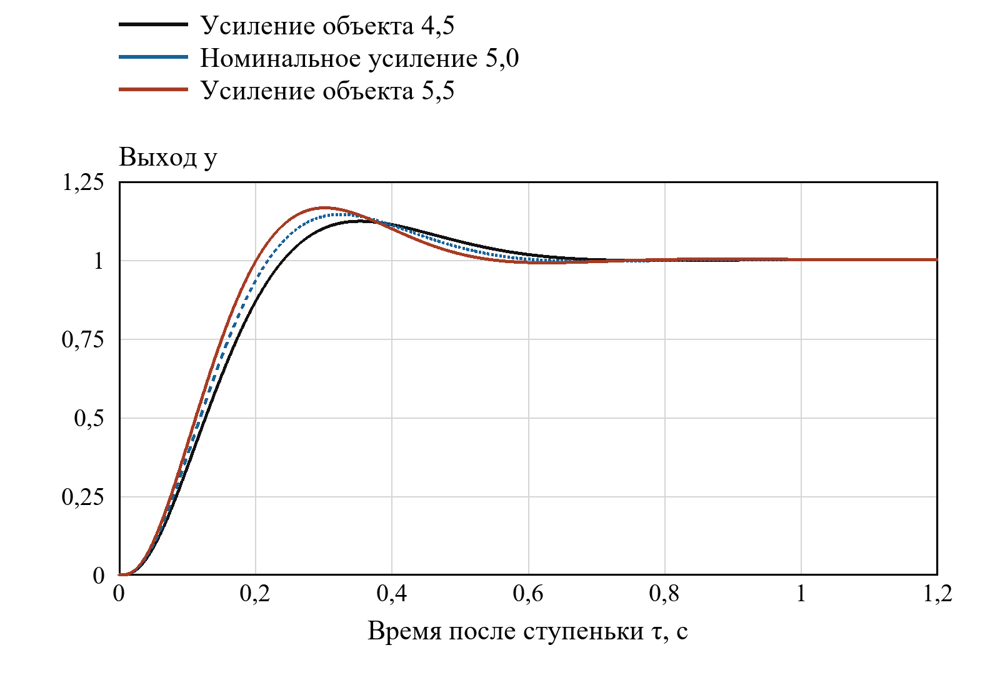 Усиление объекта 4,5
Номинальное усиление 5,0
Усиление объекта 5,5
Выход y
1,25
1
0,75
0,5
0,25
0
0 0,2 0,4 0,6 0,8 1 1,2
Время после ступеньки τ, с